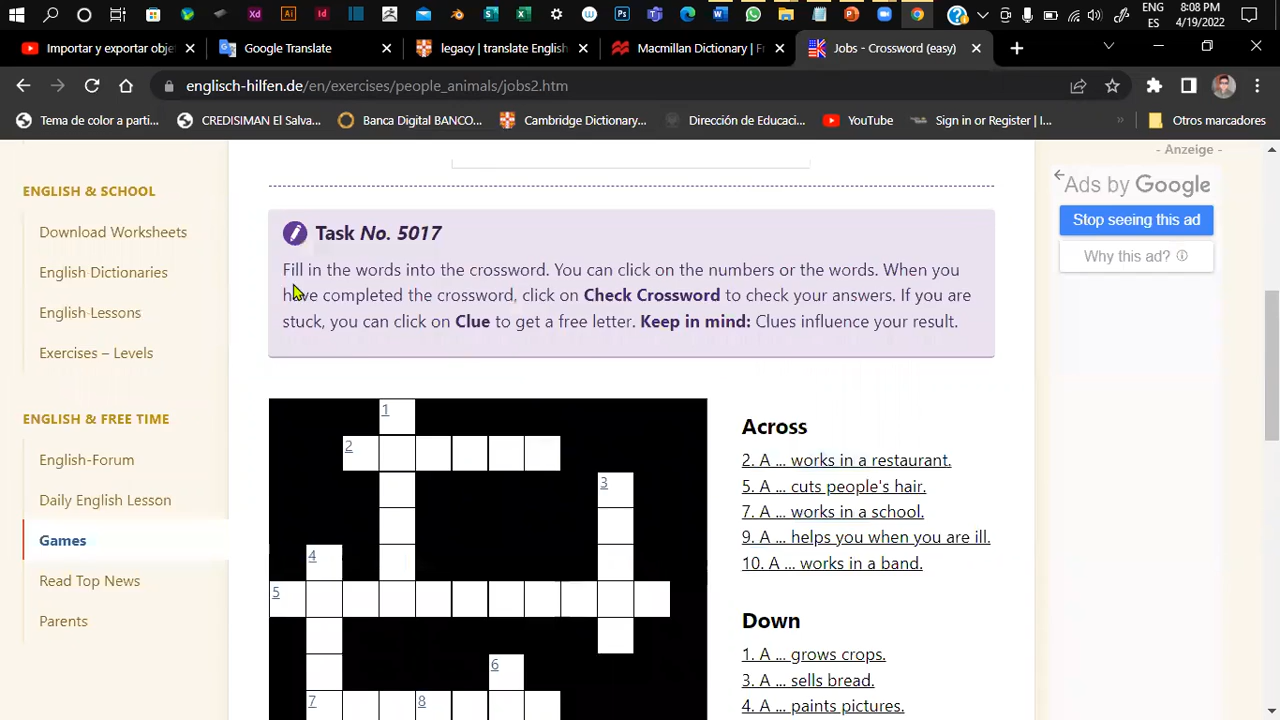 ENG
ES
8:08 PM
4/19/2022
Importar y exportar obje
Google Translate
legacy | translate English
Macmillan Dictionary | Fr
Jobs - Crossword (easy)
englisch-hilfen.de/en/exercises/people_animals/jobs2.htm
Tema de color a parti...
CREDISIMAN El Salva...
Banca Digital BANCO...
Cambridge Dictionary...
Dirección de Educaci...
YouTube
Sign in or Register | I...
»
Otros marcadores
ENGLISH & SCHOOL
Download Worksheets
English Dictionaries
English Lessons
Exercises – Levels
ENGLISH & FREE TIME
English-Forum
Daily English Lesson
Games
Read Top News
Parents
Task No. 5017
Fill in the words into the crossword. You can click on the numbers or the words. When you
have completed the crossword, click on Check Crossword to check your answers. If you are
stuck, you can click on Clue to get a free letter. Keep in mind: Clues influence your result.
1
2
3
4
5
6
7
8
Across
2. A ... works in a restaurant.
5. A ... cuts people's hair.
7. A ... works in a school.
9. A ... helps you when you are ill.
10. A ... works in a band.
Down
1. A ... grows crops.
3. A ... sells bread.
4. A ... paints pictures.
- Anzeige -
Ads by Google
Stop seeing this ad
Why this ad?